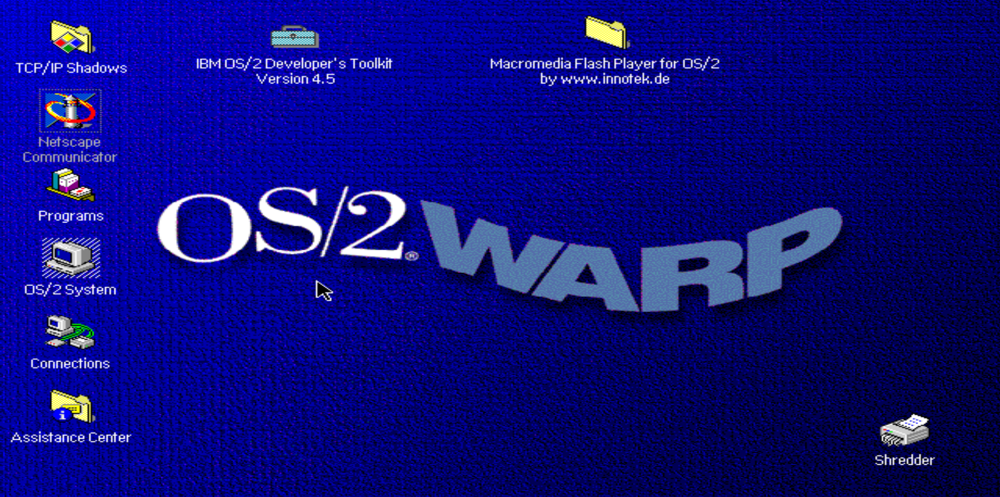 TCP/IP Shadows
IBM OS/2 Developer's Toolkit
Version 4.5
Macromedia Flash Player for OS/2
by www.innotek.de
Netscape
Communicator
Programs
OS/2® WARP
OS/2 System
Connections
Assistance Center
Shredder